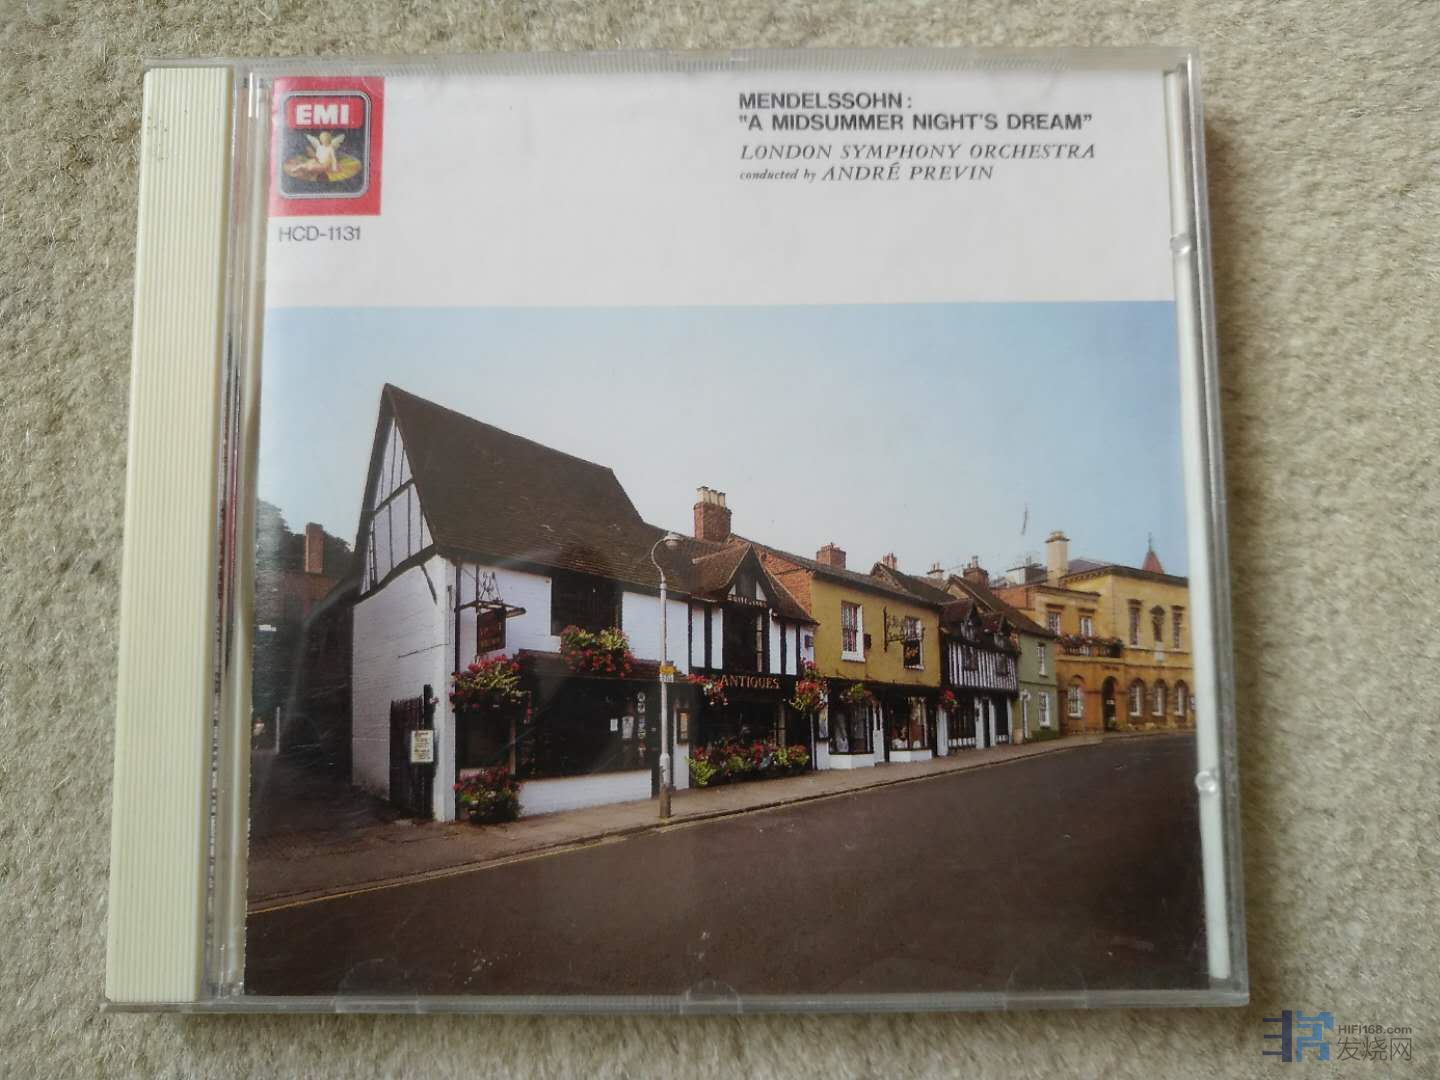 EMI
HCD-1131
MENDELSSOHN:
"A MIDSUMMER NIGHT'S DREAM"
LONDON SYMPHONY ORCHESTRA
conducted by ANDRÉ PREVIN
ANTIQUES
HIFI168.com
发烧网